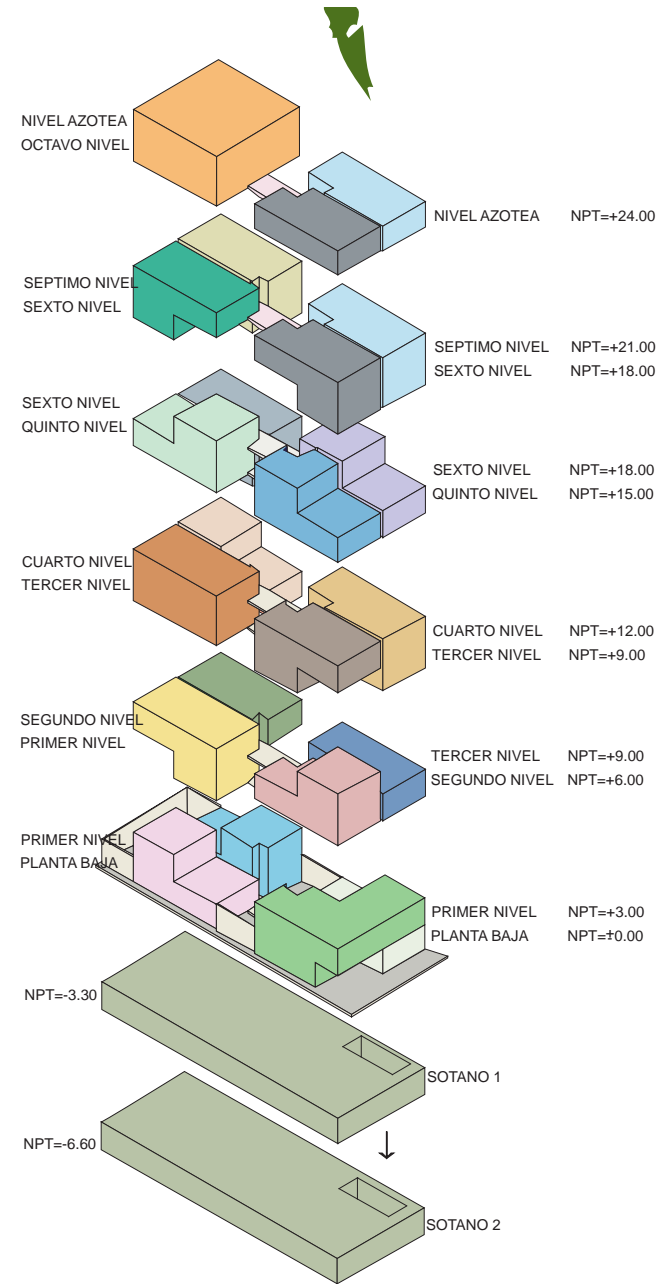 NIVEL AZOTEA
OCTAVO NIVEL
NIVEL AZOTEA NPT=+24.00
SEPTIMO NIVEL
SEXTO NIVEL
SEPTIMO NIVEL NPT=+21.00
SEXTO NIVEL NPT=+18.00
SEXTO NIVEL
QUINTO NIVEL
SEXTO NIVEL NPT=+18.00
QUINTO NIVEL NPT=+15.00
CUARTO NIVEL
TERCER NIVEL
CUARTO NIVEL NPT=+12.00
TERCER NIVEL NPT=+9.00
SEGUNDO NIVEL
PRIMER NIVEL
TERCER NIVEL NPT=+9.00
SEGUNDO NIVEL NPT=+6.00
PRIMER NIVEL
PLANTA BAJA
PRIMER NIVEL NPT=+3.00
PLANTA BAJA NPT=±0.00
NPT=-3.30
SOTANO 1
NPT=-6.60
SOTANO 2